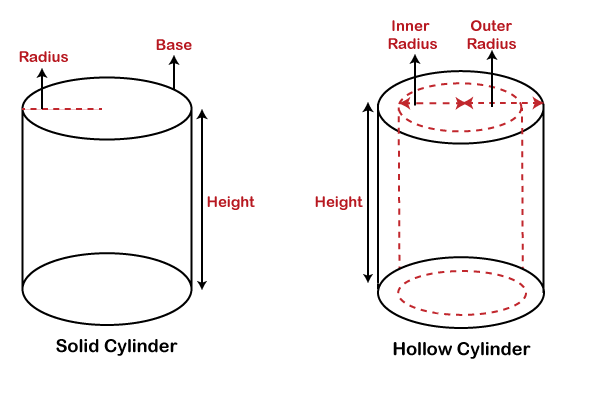 Radius
Base
Height
Solid Cylinder
Inner
Radius
Outer
Radius
Height
Hollow Cylinder